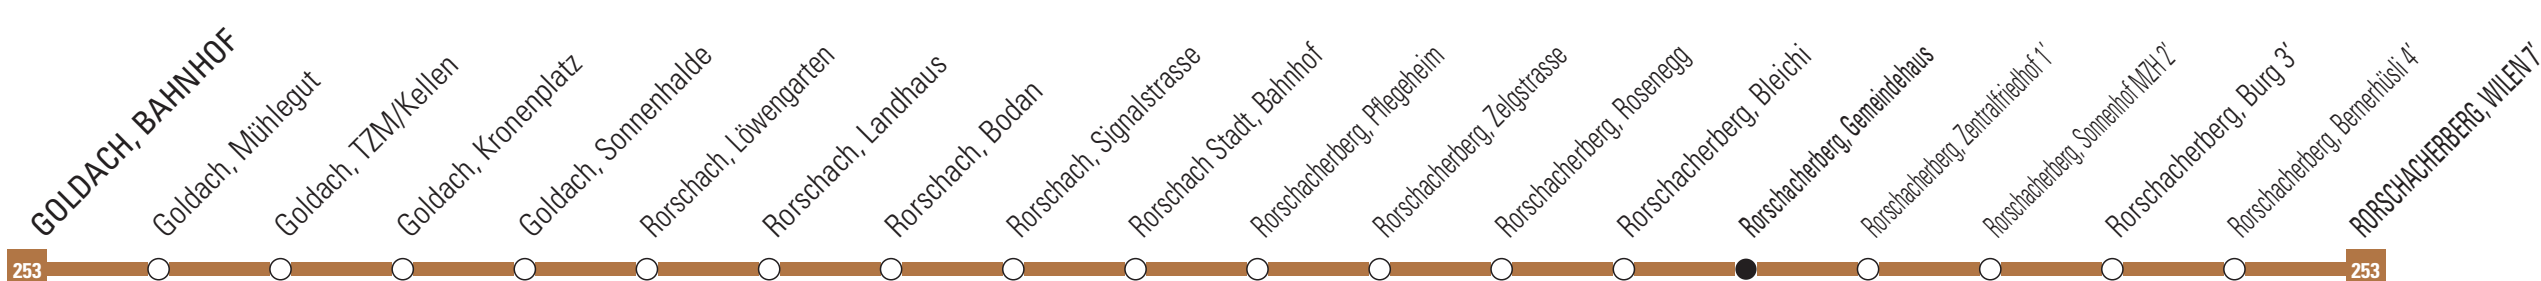 GOLDACH, BAHNHOF
Goldach, Mühlegut
Goldach, TZM/Kellen
Goldach, Kronenplatz
Goldach, Sonnenhalde
Rorschach, Löwengarten
Rorschach, Landhaus
Rorschach, Bodan
Rorschach, Signalstrasse
Rorschach Stadt, Bahnhof
Rorschacherberg, Pflegeheim
Rorschacherberg, Zelgstrasse
Rorschacherberg, Rosenegg
Rorschacherberg, Bleichi
Rorschacherberg, Gemeindehaus
Rorschacherberg, Zentralfriedhof 1'
Rorschacherberg, Sonnenhof MZH 2'
Rorschacherberg, Burg 3'
Rorschacherberg, Bernerhüsli 4'
RORSCHACHERBERG, WILEN 7'
253
253